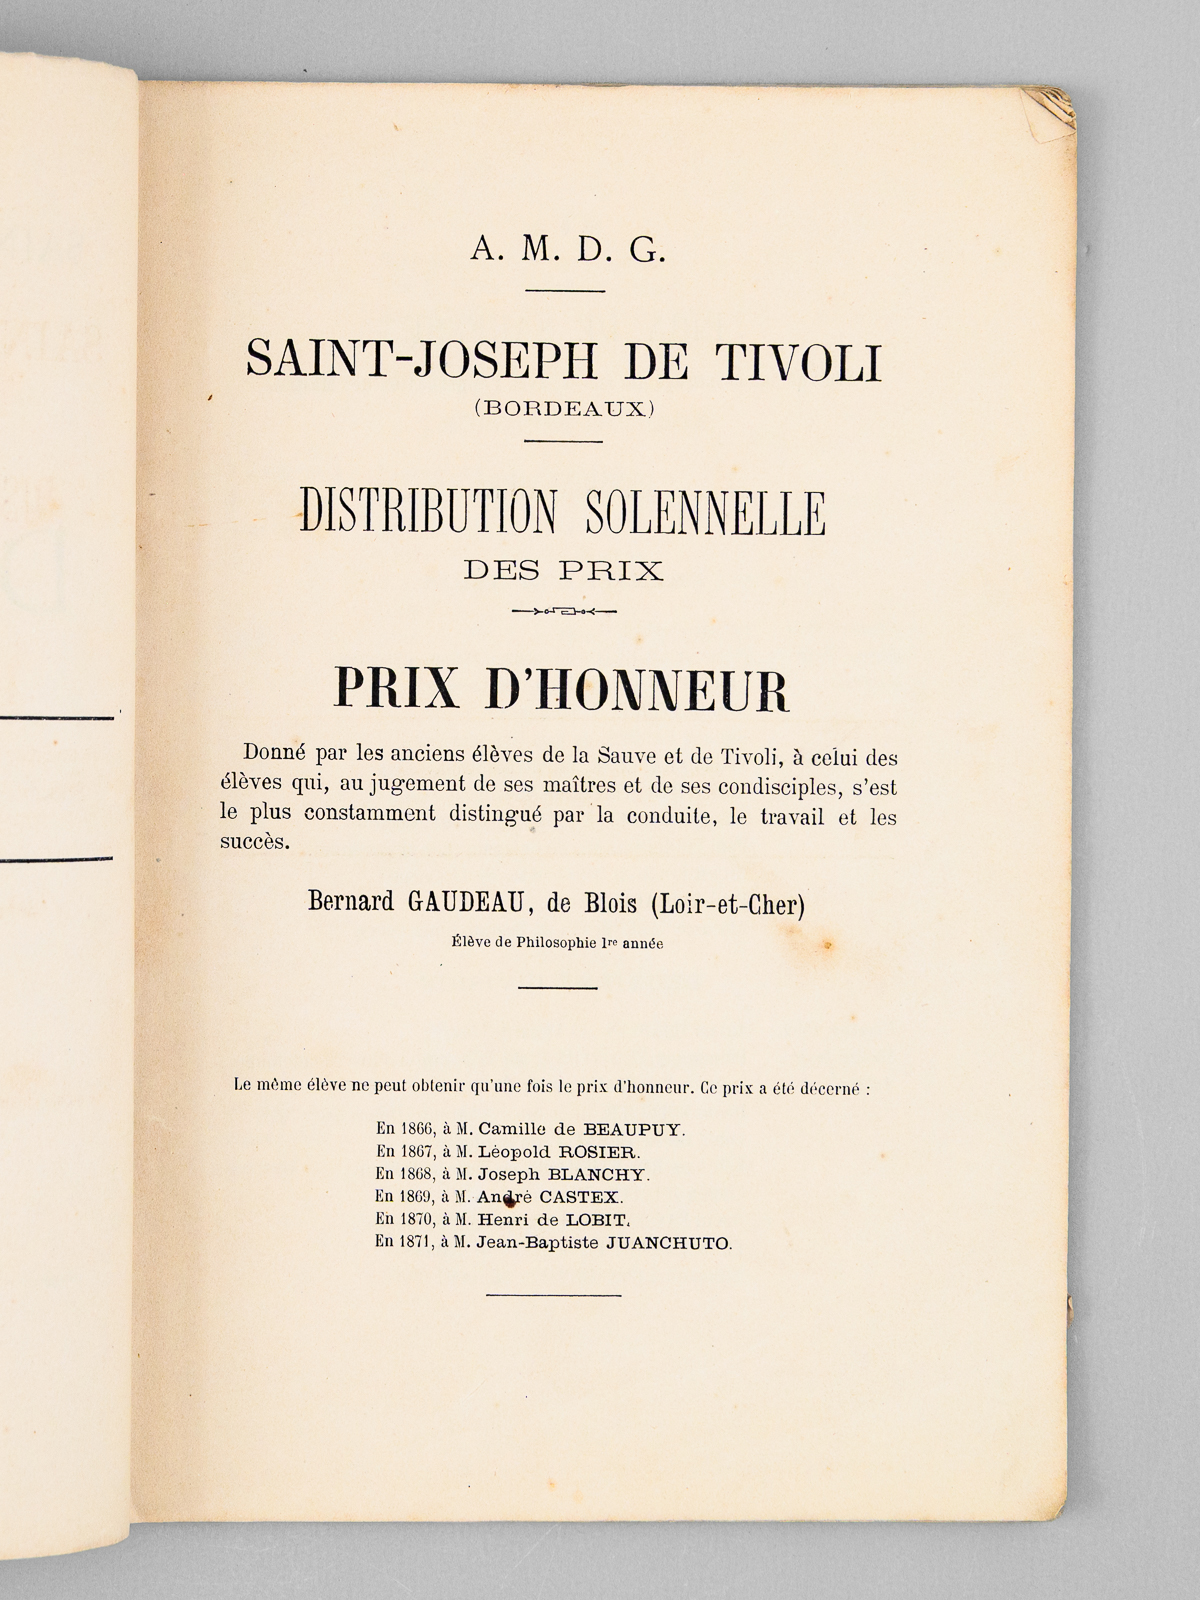 A. M. D. G.
SAINT-JOSEPH DE TIVOLI
(BORDEAUX)
DISTRIBUTION SOLENNELLE
DES PRIX
PRIX D'HONNEUR
Donné par les anciens élèves de la Sauve et de Tivoli, à celui des
élèves qui, au jugement de ses maîtres et de ses condisciples, s'est
le plus constamment distingué par la conduite, le travail et les
succès.
Bernard GAUDEAU, de Blois (Loir-et-Cher)
Élève de Philosophie 1re année
Le même élève ne peut obtenir qu'une fois le prix d'honneur. Ce prix a été décerné :
En 1866, à M. Camille de BEAUPUY.
En 1867, à M. Léopold ROSIER.
En 1868, à M. Joseph BLANCHY.
En 1869, à M. André CASTEX.
En 1870, à M. Henri de LOBIT.
En 1871, à M. Jean-Baptiste JUANCHUTO.